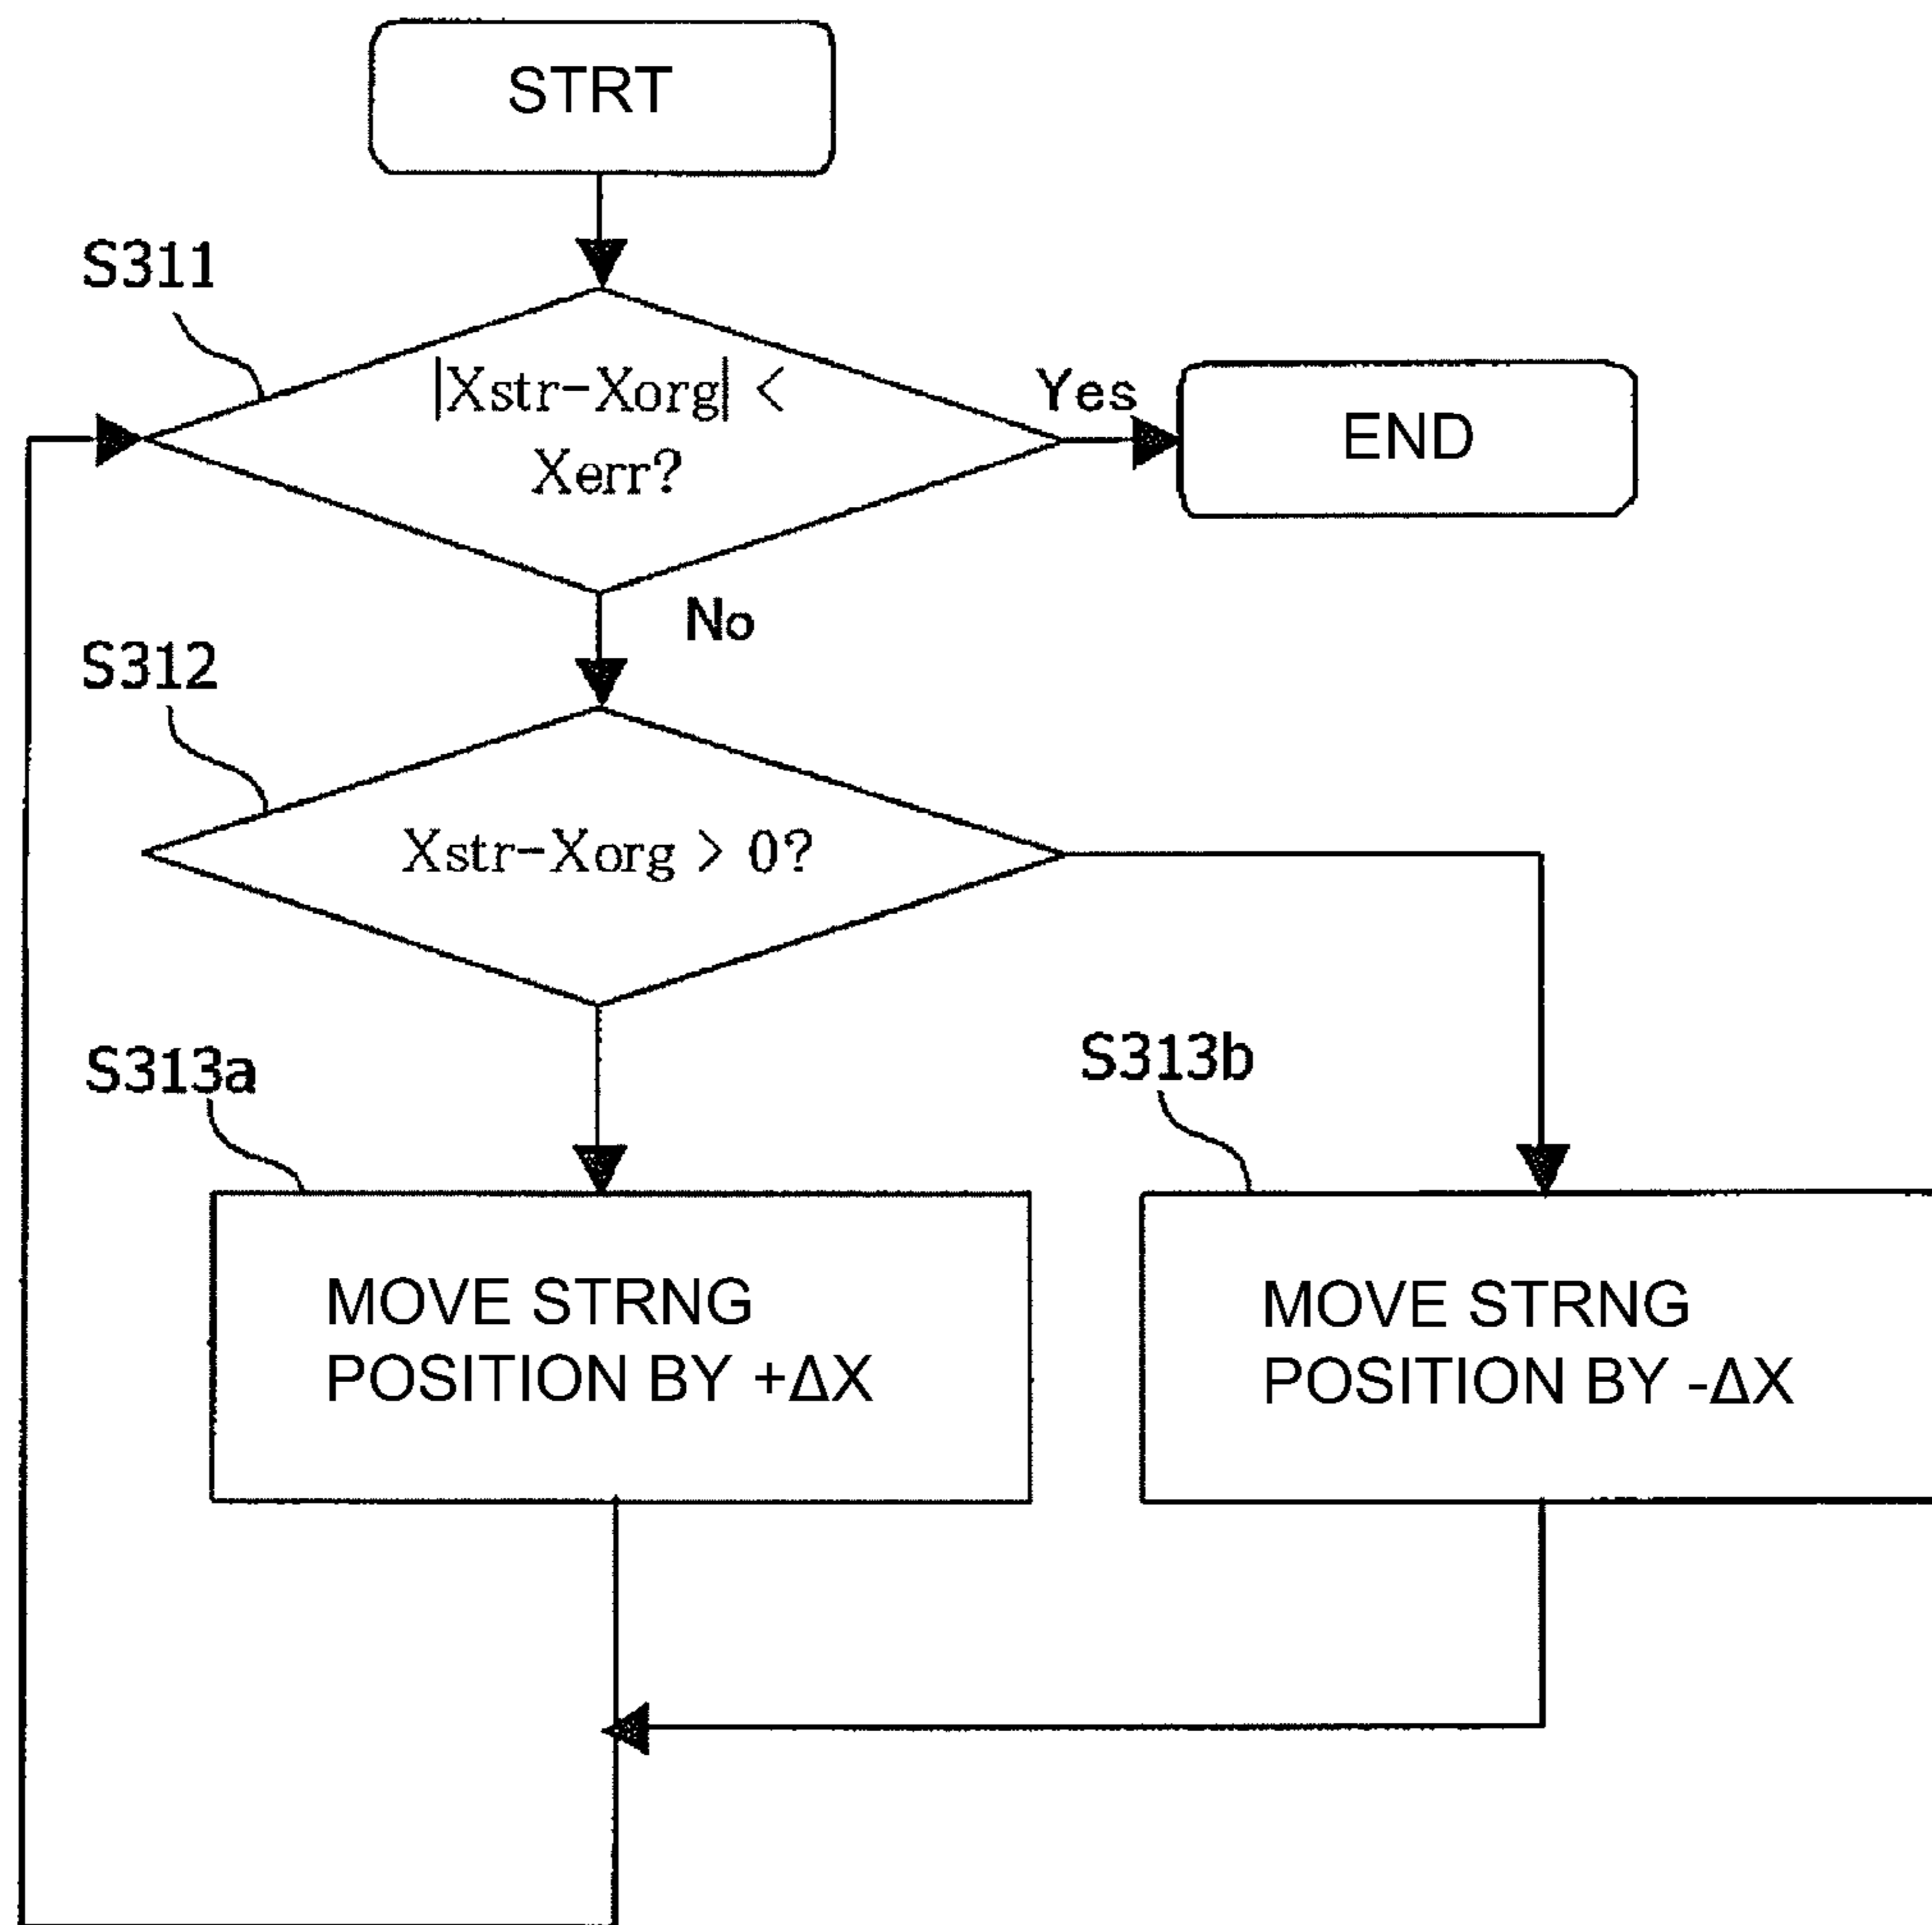 STRT
S311
|Xstr-Xorg| <
Xerr?
Yes
END
No
S312
Xstr-Xorg > 0?
S313a
S313b
MOVE STRNG
POSITION BY +ΔX
MOVE STRNG
POSITION BY -ΔX